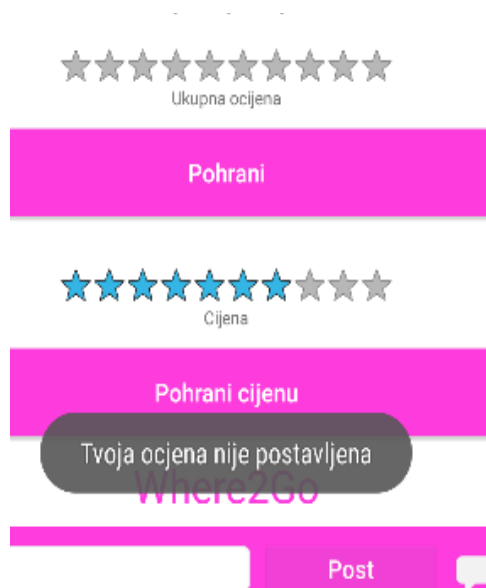 Ukupna ocijena
Pohrani
Cijena
Pohrani cijenu
Tvoja ocjena nije postavljena
Where2Go
Post